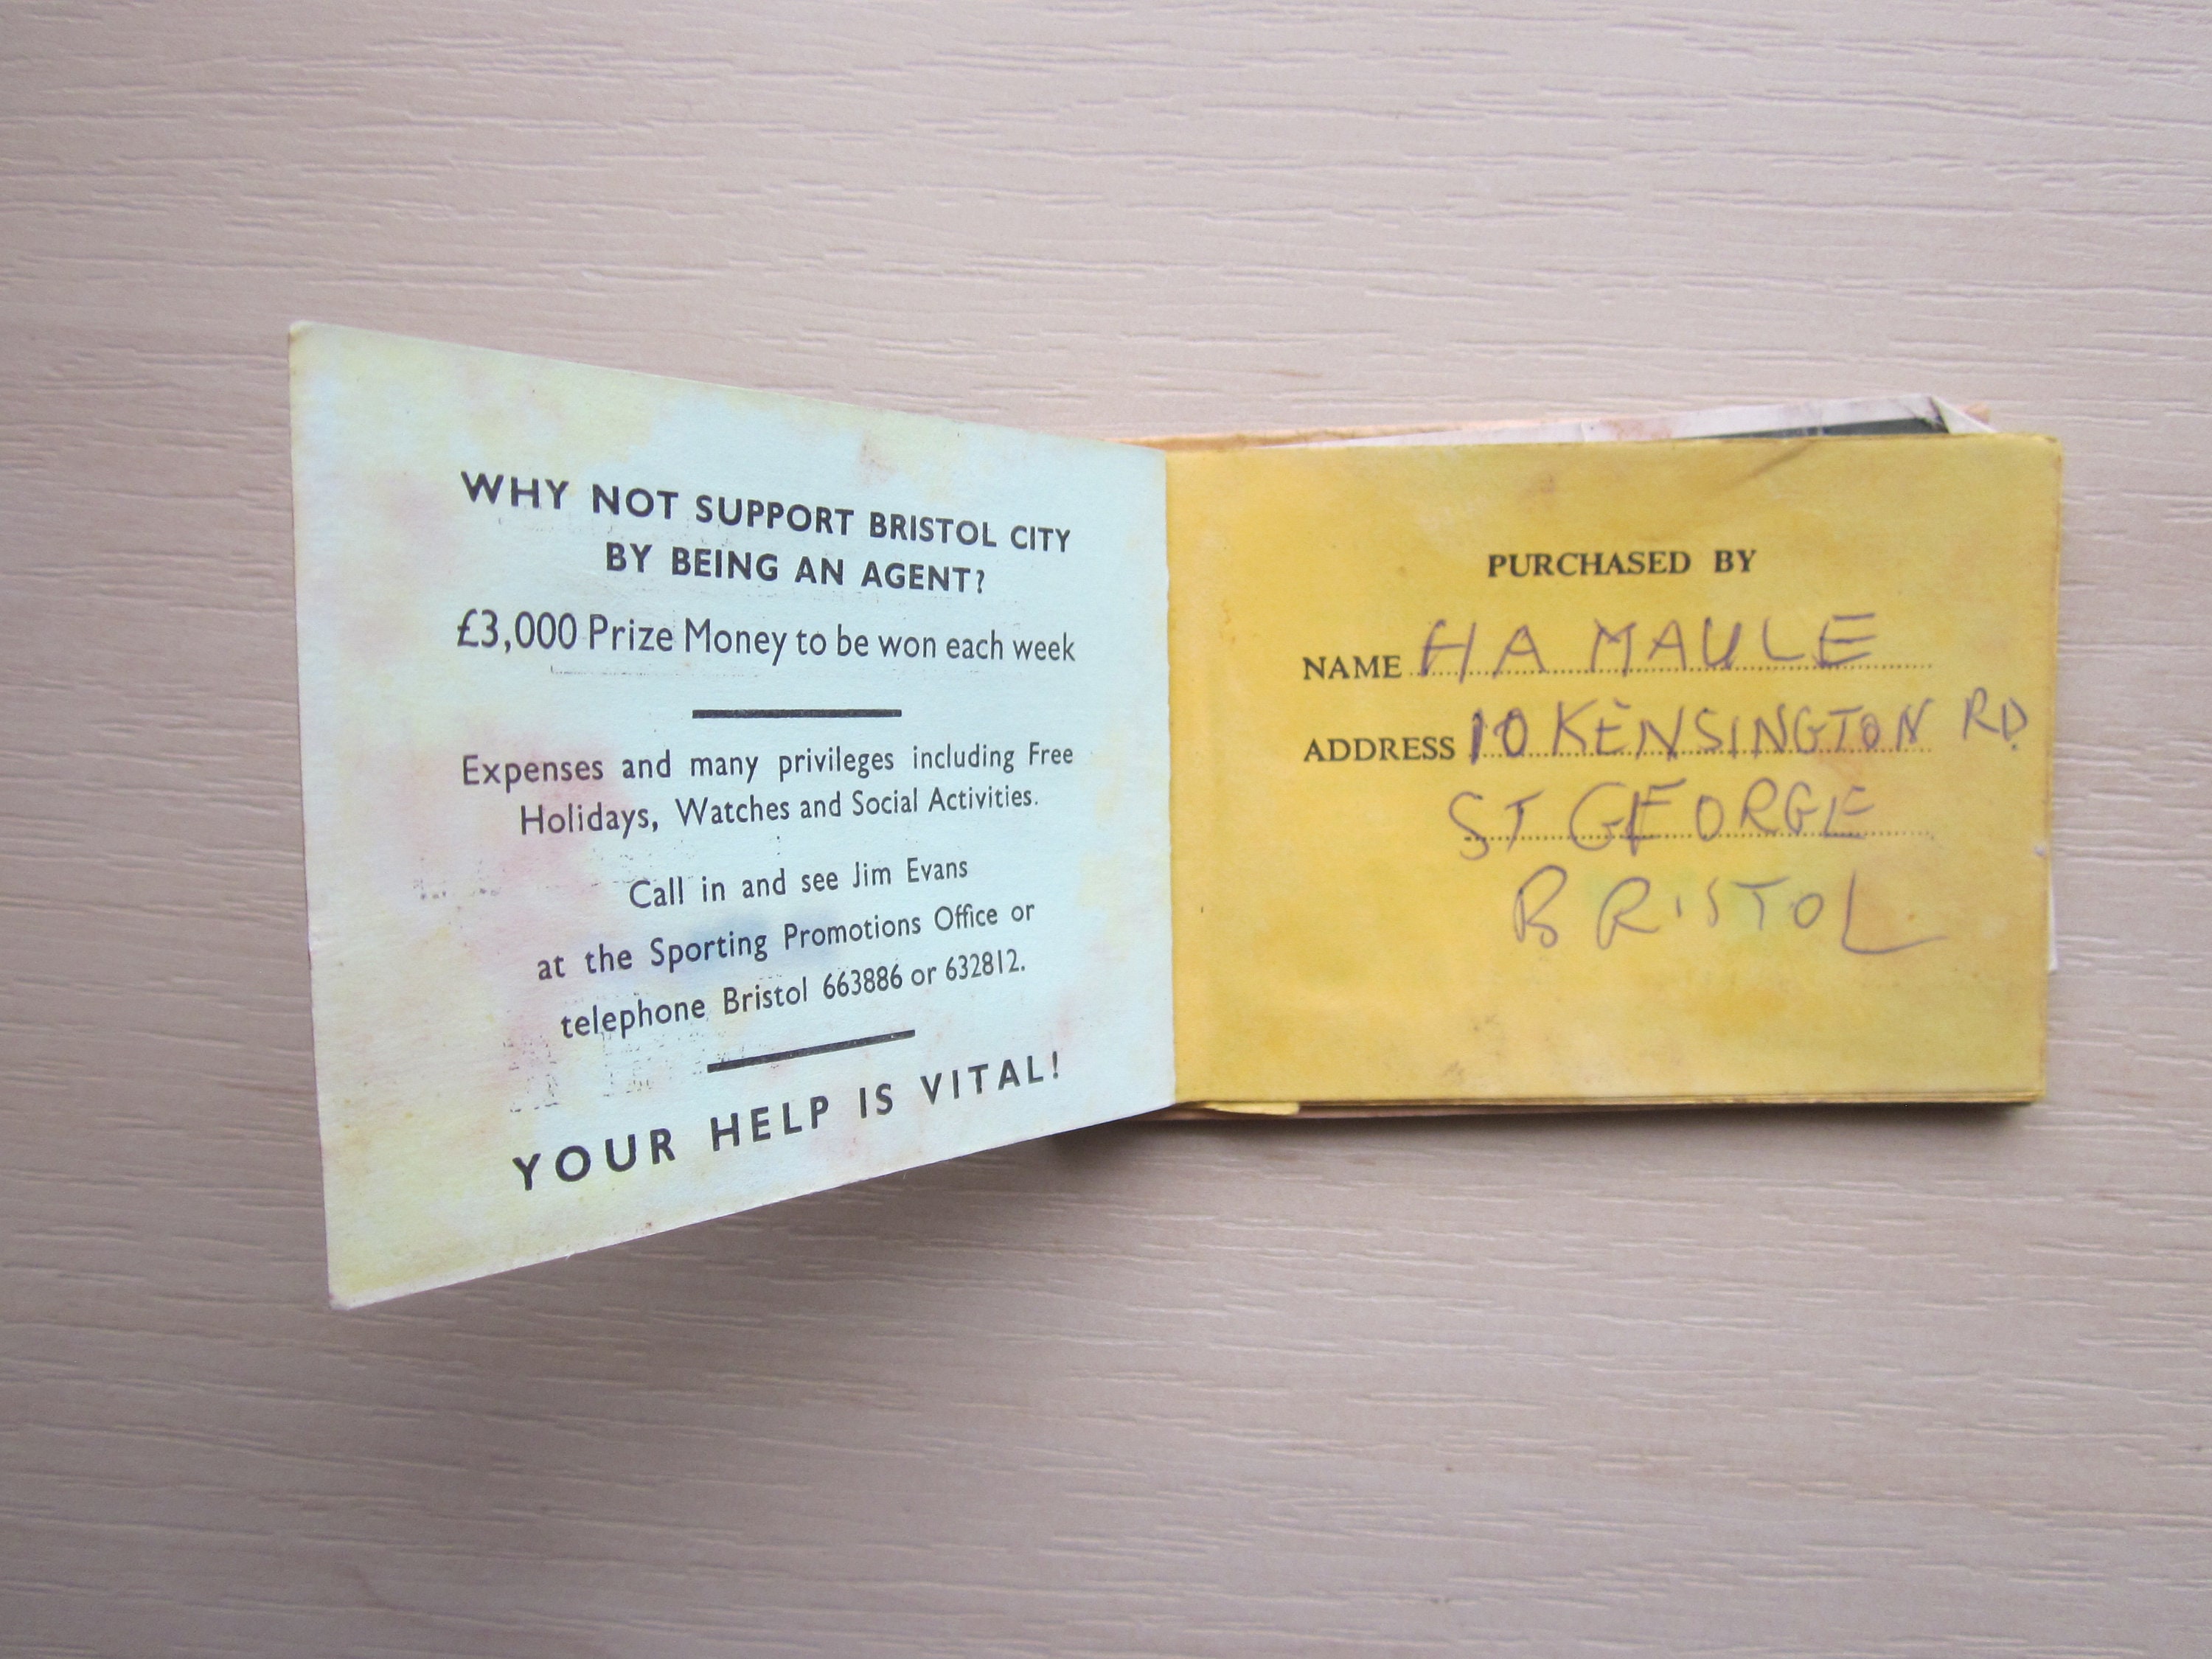 WHY NOT SUPPORT BRISTOL CITY
BY BEING AN AGENT?
£3,000 Prize Money to be won each week
Expenses and many privileges including Free
Holidays, Watches and Social Activities.
Call in and see Jim Evans
at the Sporting Promotions Office or
telephone Bristol 663886 or 632812.
YOUR HELP IS VITAL!
PURCHASED BY
NAME H A MAULE
ADDRESS 10 KENSINGTON RD
ST GEORGE
BRISTOL